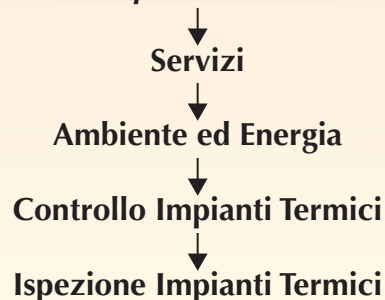 Servizi
Ambiente ed Energia
Controllo Impianti Termici
Ispezione Impianti Termici